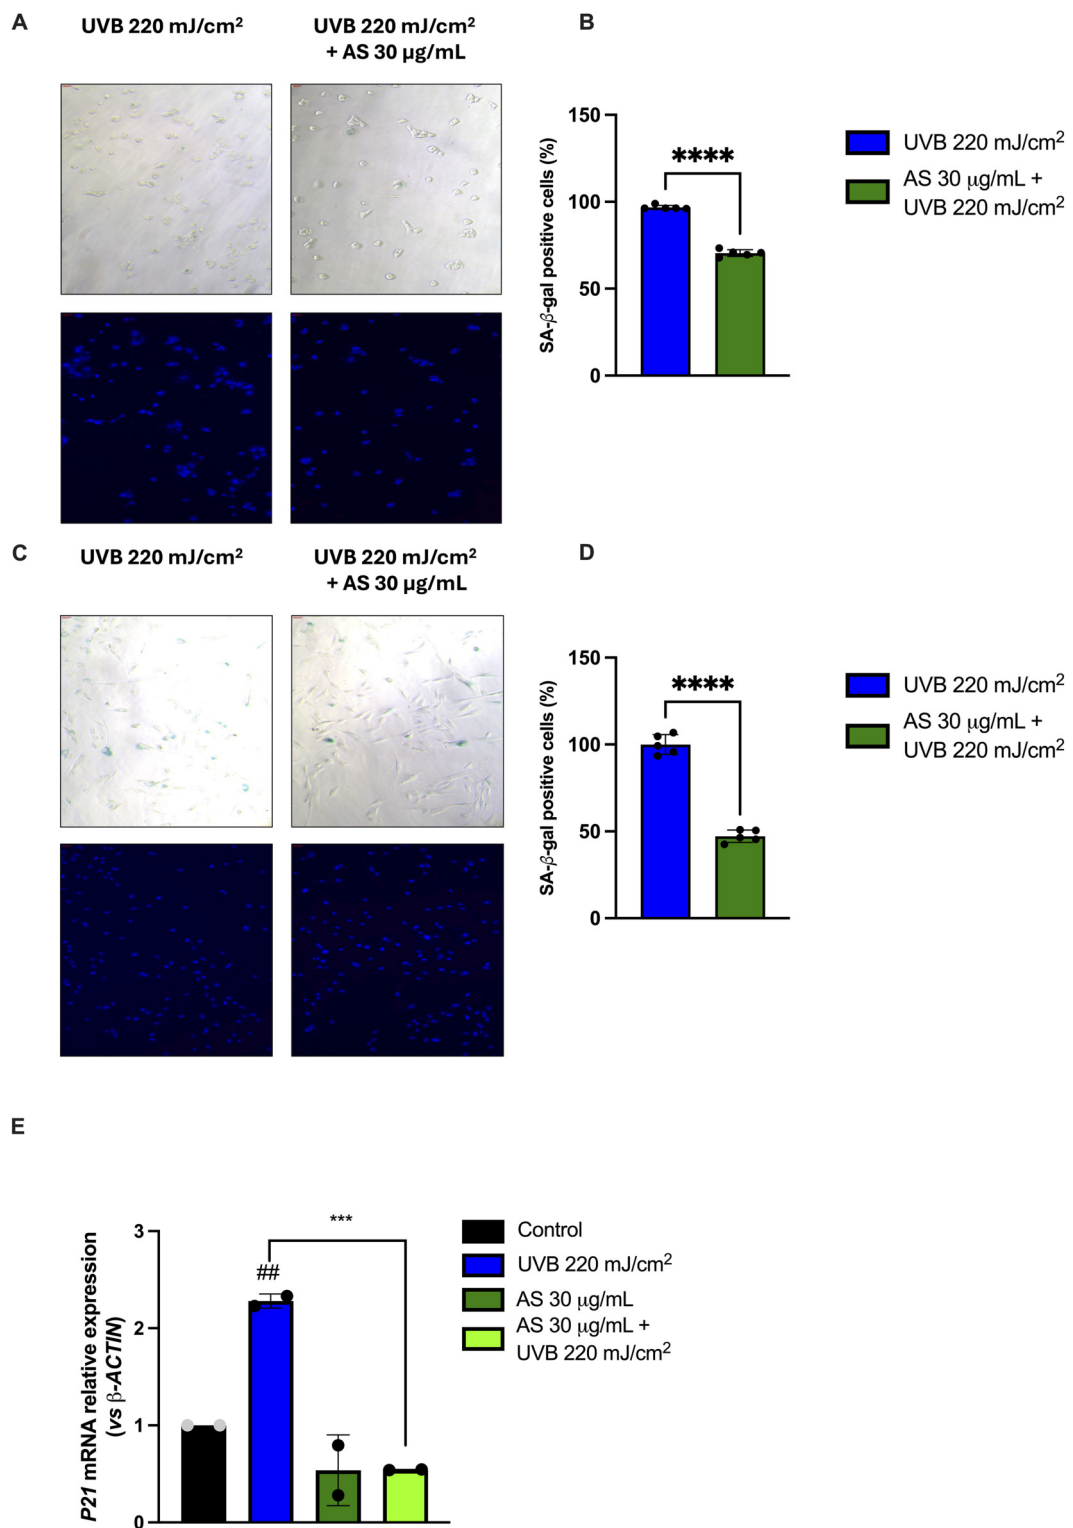 A
UVB 220 mJ/cm²
UVB 220 mJ/cm²
+ AS 30 µg/mL
B
150
100
50
0
SA-β-gal positive cells (%)
****
UVB 220 mJ/cm²
AS 30 µg/mL +
UVB 220 mJ/cm²
C
UVB 220 mJ/cm²
UVB 220 mJ/cm²
+ AS 30 µg/mL
D
150
100
50
0
SA-β-gal positive cells (%)
****
UVB 220 mJ/cm²
AS 30 µg/mL +
UVB 220 mJ/cm²
E
P21 mRNA relative expression
(vs β-ACTIN)
3
2
1
0
##
***
Control
UVB 220 mJ/cm²
AS 30 µg/mL
AS 30 µg/mL +
UVB 220 mJ/cm²